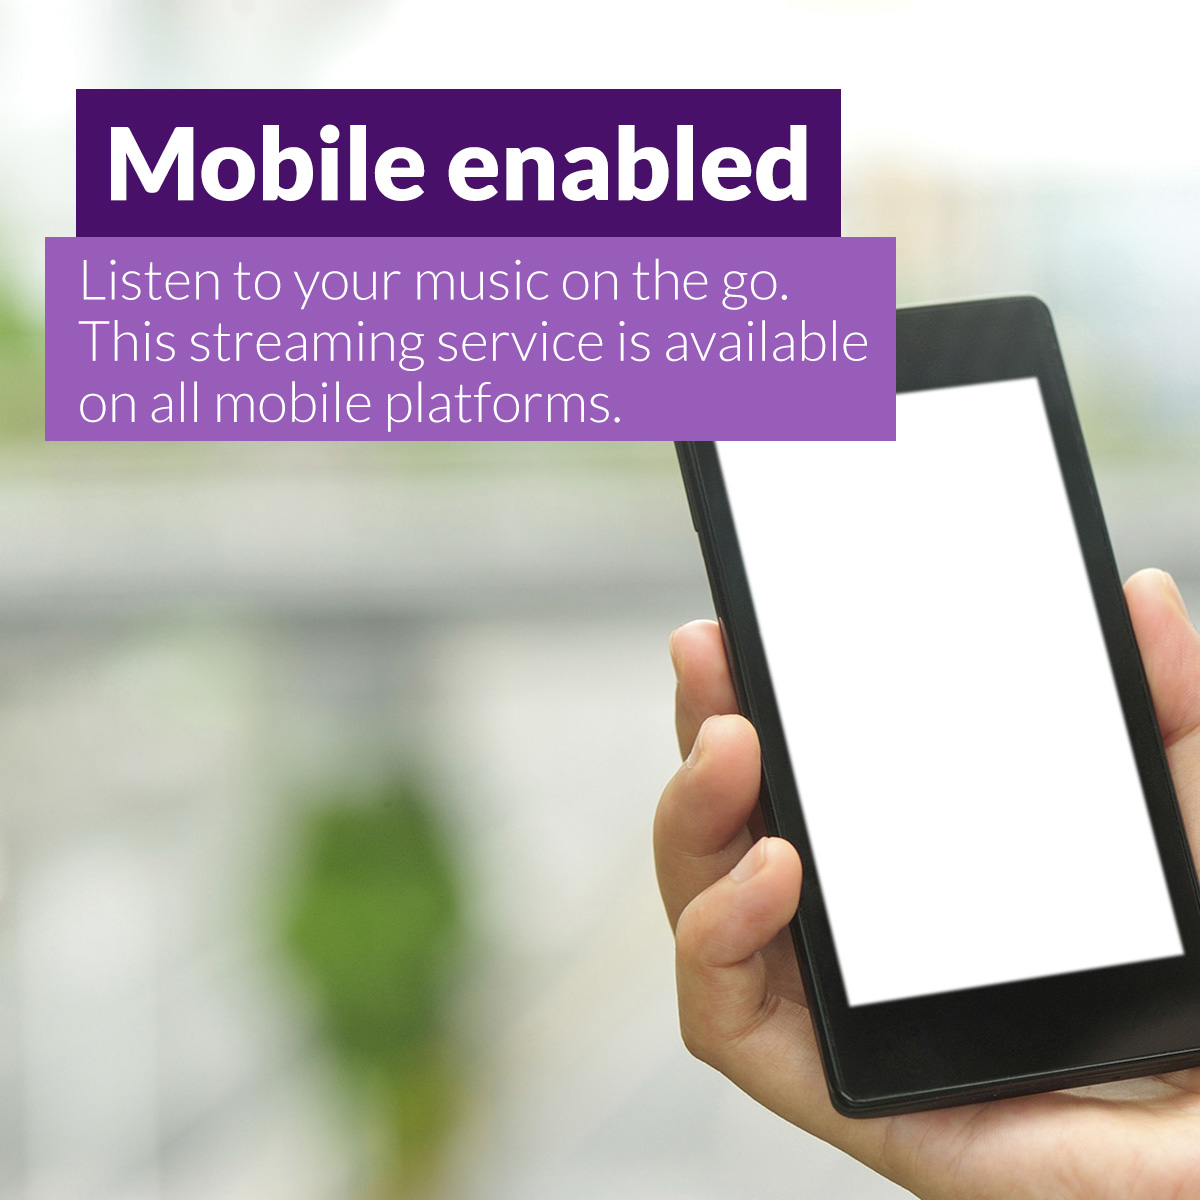 Mobile enabled
Listen to your music on the go.
This streaming service is available
on all mobile platforms.